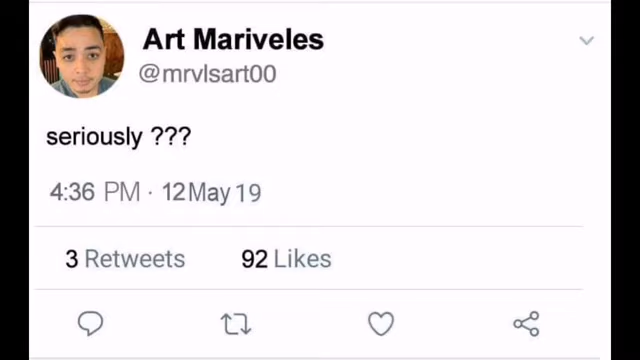 Art Mariveles
@mrvlsart00
seriously ???
4:36 PM · 12 May 19
3 Retweets 92 Likes